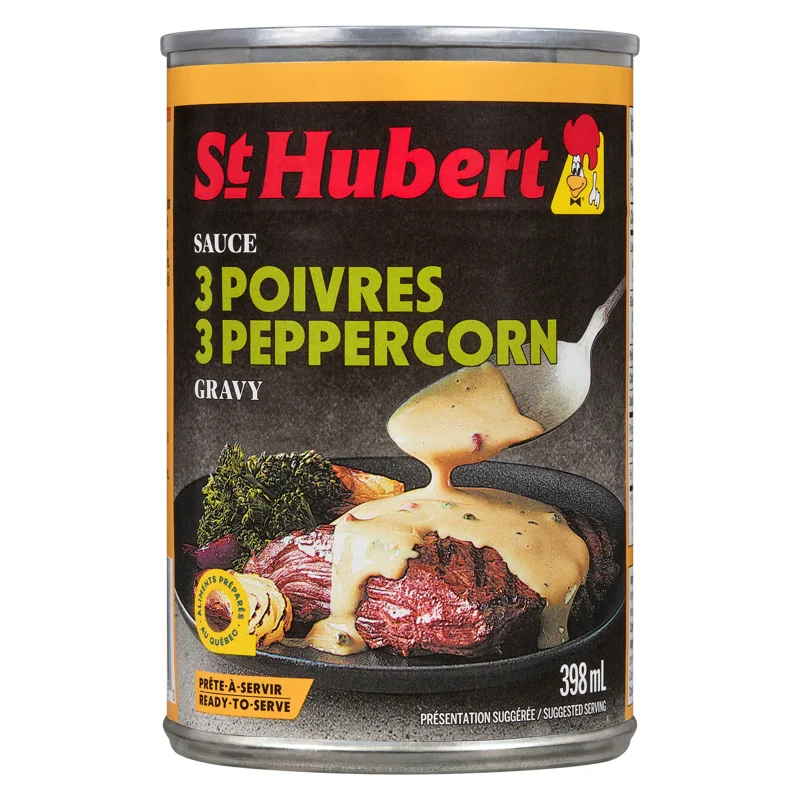 St Hubert
SAUCE
3 POIVRES
3 PEPPERCORN
GRAVY
ALIMENTS PRÉPARÉS
AU QUÉBEC
PRÊTE-À-SERVIR
READY-TO-SERVE
398 mL
PRÉSENTATION SUGGÉRÉE / SUGGESTED SERVING